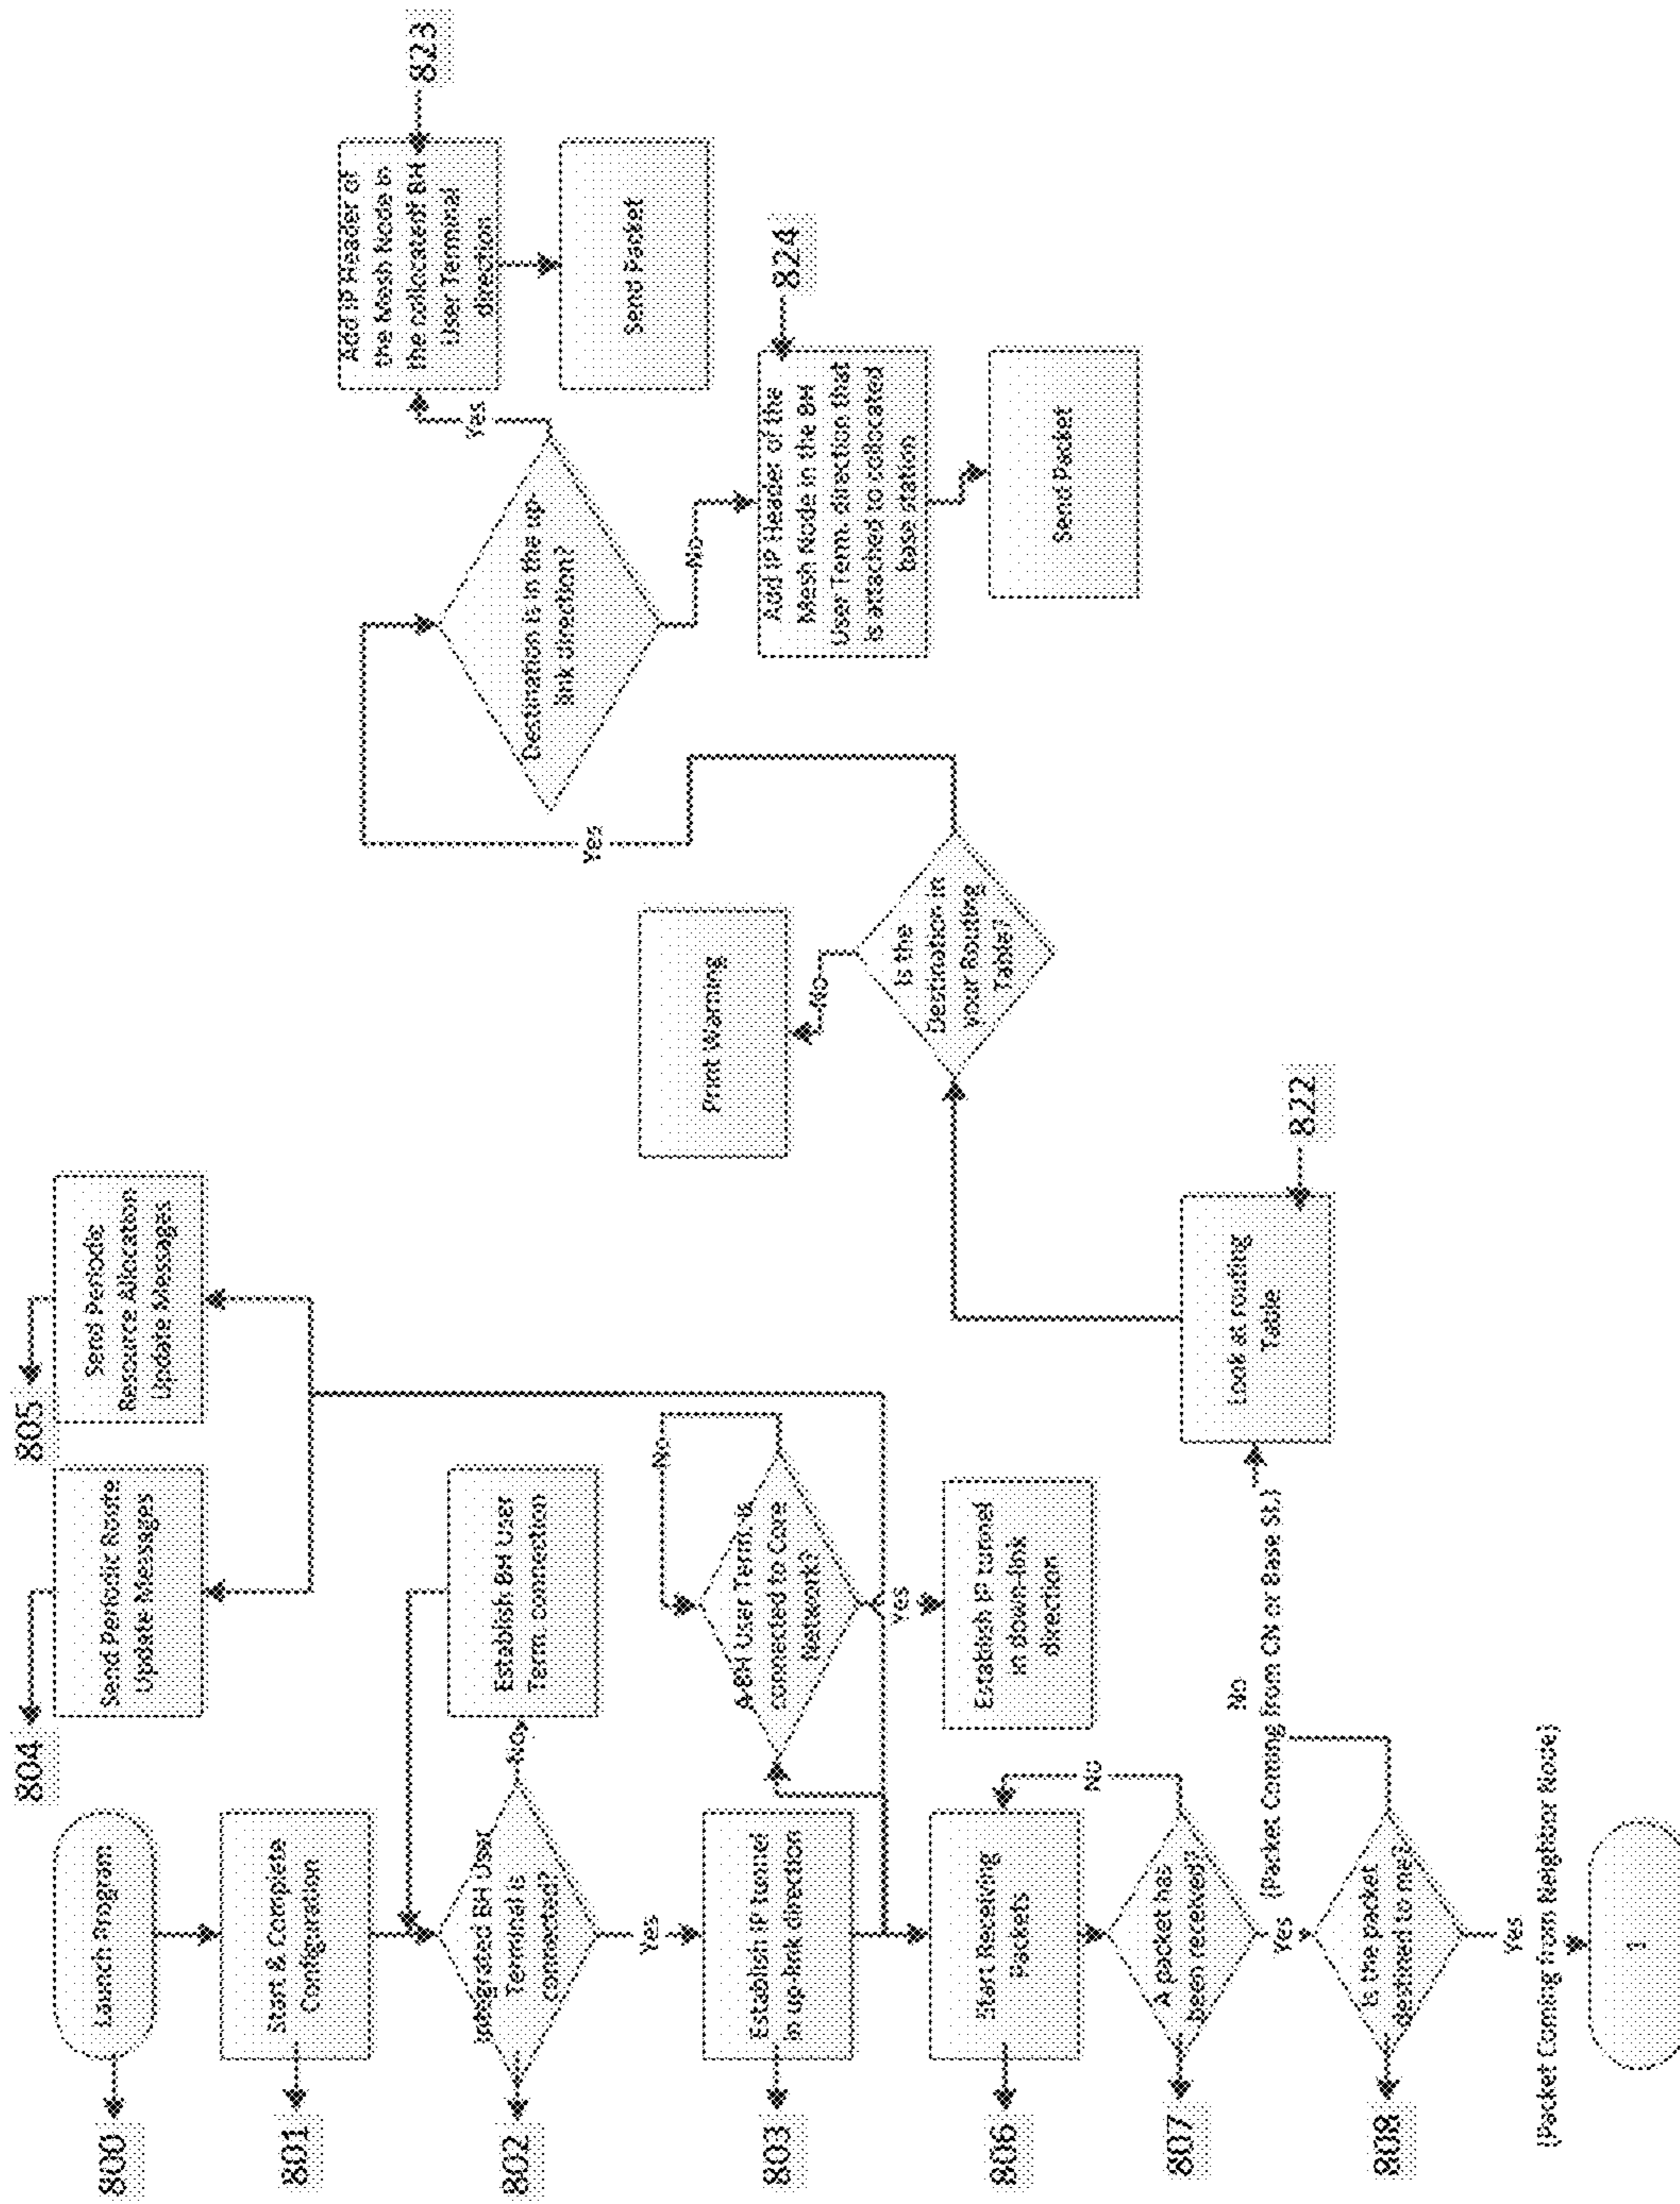 800
Launch Program
801
Start & Complete
Configuration
802
Integrated BH User
Terminal is
connected?
No
Establish BH User
Term. connection
Yes
803
Establish IP tunnel
in up-link direction
804
Send Periodic Route
Update Messages
805
Send Periodic
Resource Allocation
Update Messages
A BH User Term is
connected to Core
Network?
No
Yes
Establish IP tunnel
in down-link
direction
806
Start Receiving
Packets
807
A packet has
been received?
No
Yes
808
Is the packet
destined to me?
No
(Packet Coming from CN or Base St.)
Yes
(Packet Coming from Neighbor Node)
1
822
Look at routing
Table
Is the
Destination in
your Routing
Table?
No
Print Warning
Yes
Destination is in the up-
link direction?
Yes
823
Add IP Header of
the Mesh Node in
the collocated BH
User Terminal
direction
Send Packet
No
824
Add IP Header of the
Mesh Node in the BH
User Term. direction that
is attached to collocated
base station
Send Packet